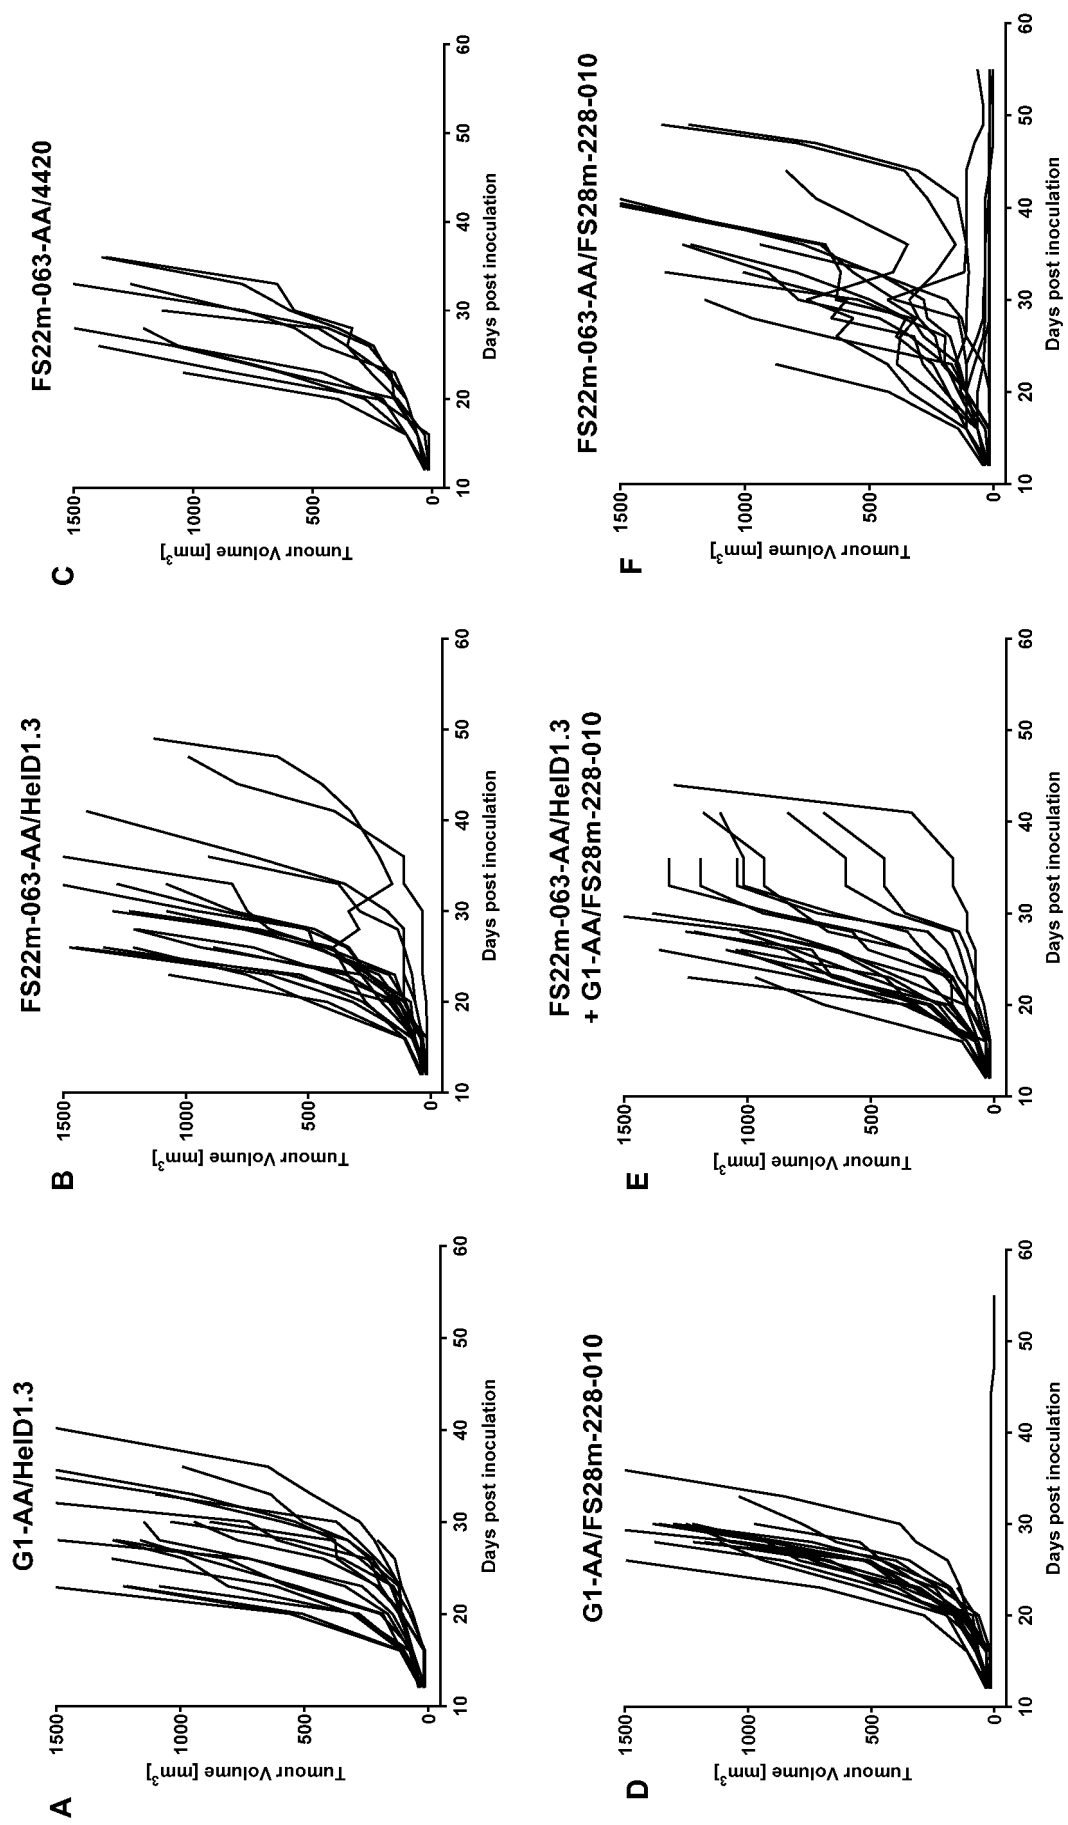 A
G1-AA/HelD1.3
Tumour Volume [mm3]
1500
1000
500
0
10
20
30
40
50
60
Days post inoculation
B
FS22m-063-AA/HelD1.3
Tumour Volume [mm3]
1500
1000
500
0
10
20
30
40
50
60
Days post inoculation
C
FS22m-063-AA/4420
Tumour Volume [mm3]
1500
1000
500
0
10
20
30
40
50
60
Days post inoculation
D
G1-AA/FS28m-228-010
Tumour Volume [mm3]
1500
1000
500
0
10
20
30
40
50
60
Days post inoculation
E
FS22m-063-AA/HelD1.3
+ G1-AA/FS28m-228-010
Tumour Volume [mm3]
1500
1000
500
0
10
20
30
40
50
60
Days post inoculation
F
FS22m-063-AA/FS28m-228-010
Tumour Volume [mm3]
1500
1000
500
0
10
20
30
40
50
60
Days post inoculation